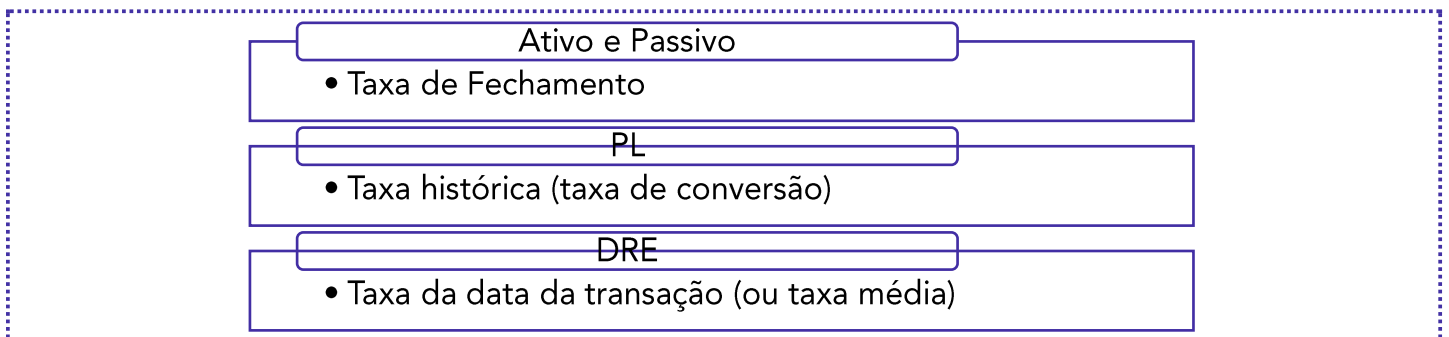 Ativo e Passivo
• Taxa de Fechamento
PL
• Taxa histórica (taxa de conversão)
DRE
• Taxa da data da transação (ou taxa média)